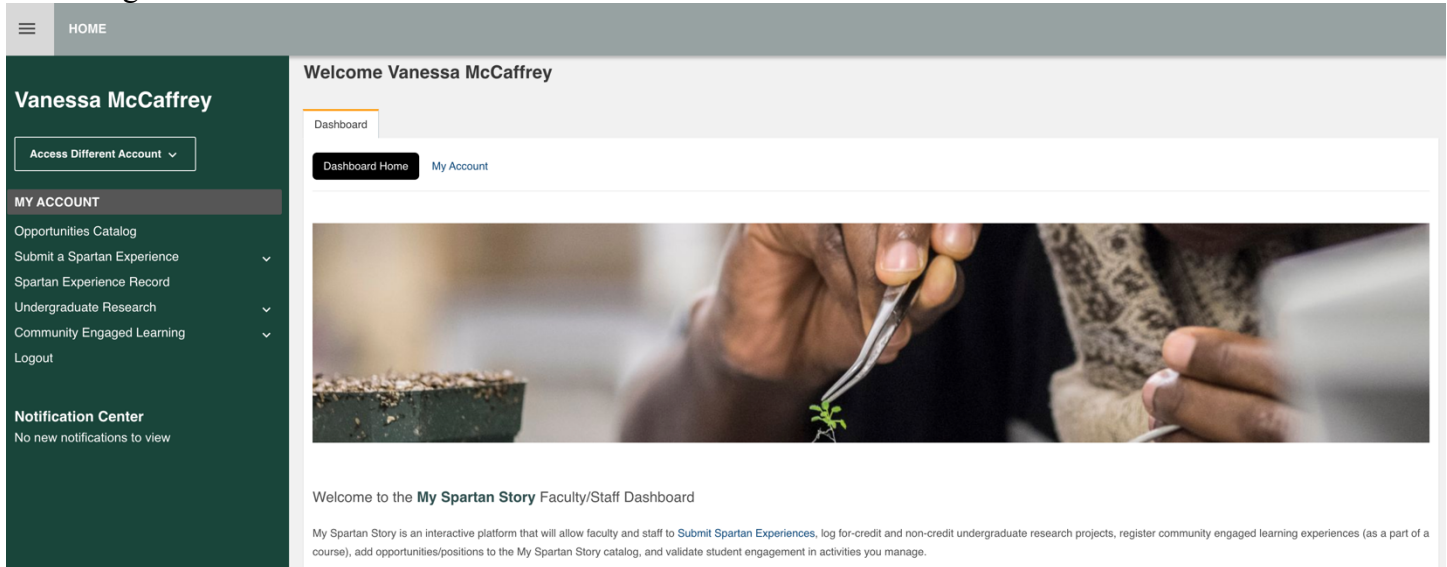 HOME
Vanessa McCaffrey
Access Different Account
MY ACCOUNT
Opportunities Catalog
Submit a Spartan Experience
Spartan Experience Record
Undergraduate Research
Community Engaged Learning
Logout
Notification Center
No new notifications to view
Welcome Vanessa McCaffrey
Dashboard
Dashboard Home My Account
Welcome to the My Spartan Story Faculty/Staff Dashboard
My Spartan Story is an interactive platform that will allow faculty and staff to Submit Spartan Experiences, log for-credit and non-credit undergraduate research projects, register community engaged learning experiences (as a part of a
course), add opportunities/positions to the My Spartan Story catalog, and validate student engagement in activities you manage.